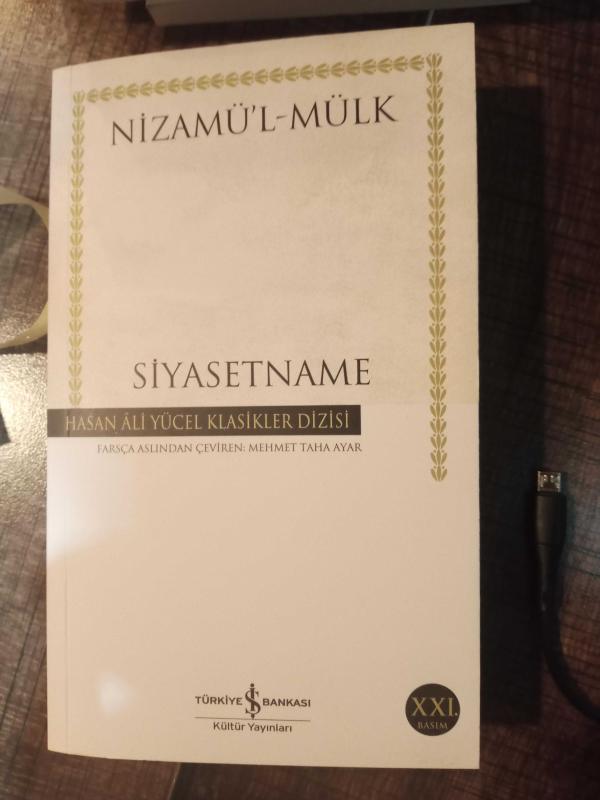 NİZAMÜ'L-MÜLK
SİYASETNAME
HASAN ÂLİ YÜCEL KLASİKLER DİZİSİ
FARSÇA ASLINDAN ÇEVİREN: MEHMET TAHA AYAR
TÜRKİYE İŞ BANKASI
Kültür Yayınları
XXI.
BASIM